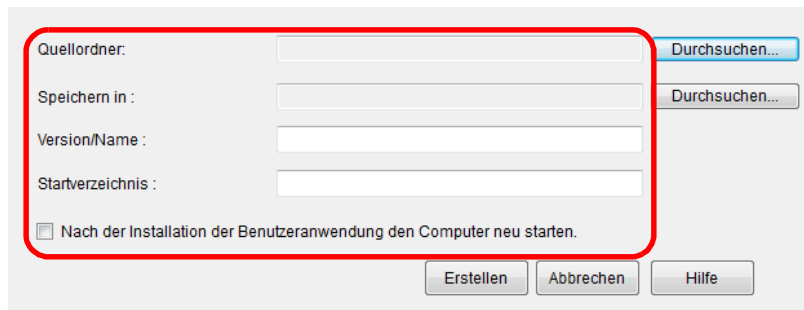 Quellordner: Durchsuchen...
Speichern in : Durchsuchen...
Version/Name :
Startverzeichnis :
Nach der Installation der Benutzeranwendung den Computer neu starten.
Erstellen Abbrechen Hilfe